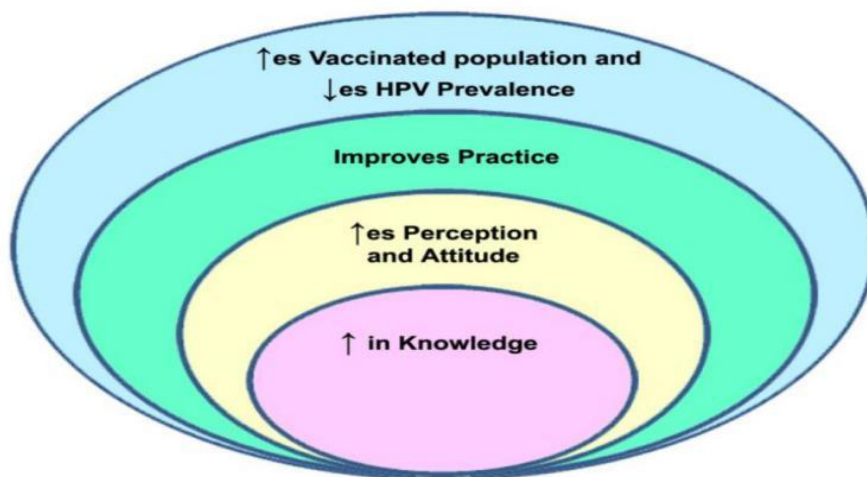 ↑es Vaccinated population and
↓es HPV Prevalence
Improves Practice
↑es Perception
and Attitude
↑ in Knowledge